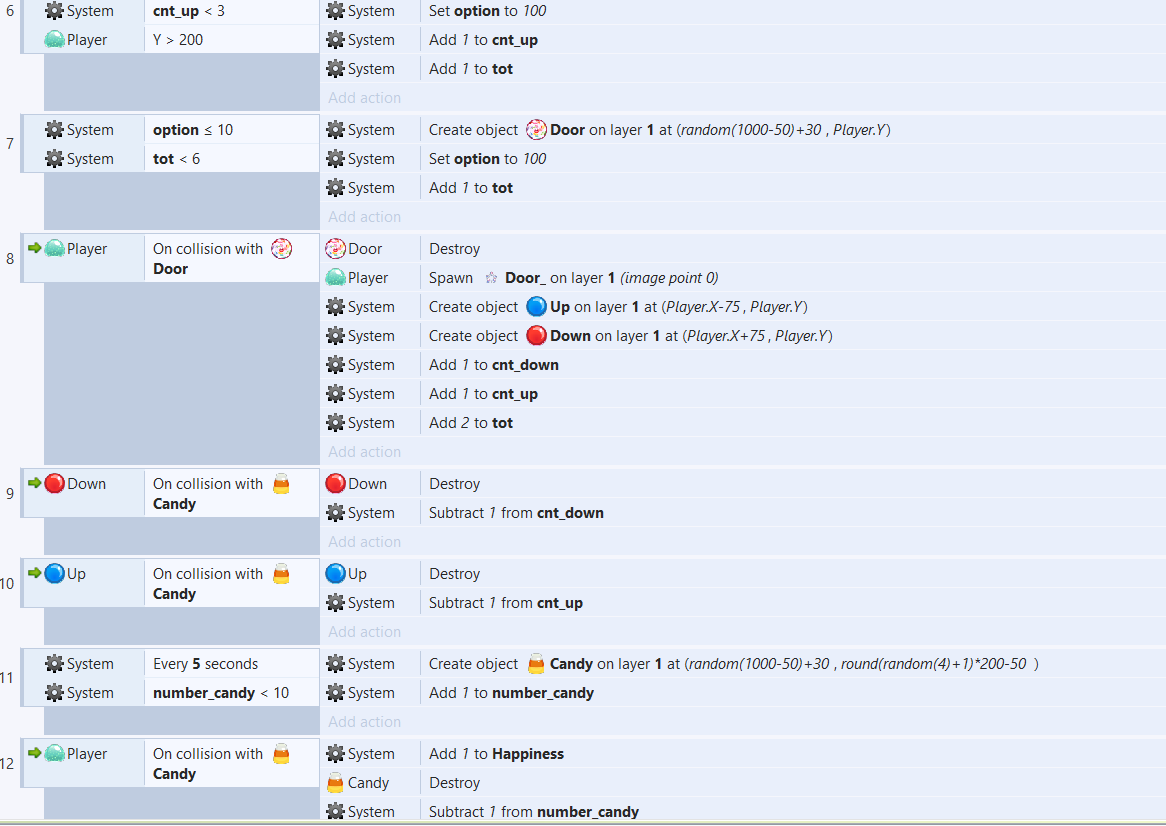 6 System cnt_up < 3 System Set option to 100
Player Y > 200 System Add 1 to cnt_up
System Add 1 to tot
Add action
7 System option ≤ 10 System Create object Door on layer 1 at (random(1000-50)+30 , Player.Y)
System tot < 6 System Set option to 100
System Add 1 to tot
Add action
8 Player On collision with Door Door Destroy
Player Spawn Door_ on layer 1 (image point 0)
System Create object Up on layer 1 at (Player.X-75 , Player.Y)
System Create object Down on layer 1 at (Player.X+75 , Player.Y)
System Add 1 to cnt_down
System Add 1 to cnt_up
System Add 2 to tot
Add action
9 Down On collision with Candy Down Destroy
System Subtract 1 from cnt_down
Add action
10 Up On collision with Candy Up Destroy
System Subtract 1 from cnt_up
Add action
11 System Every 5 seconds System Create object Candy on layer 1 at (random(1000-50)+30 , round(random(4)+1)*200-50 )
System number_candy < 10 System Add 1 to number_candy
Add action
12 Player On collision with Candy System Add 1 to Happiness
Candy Destroy
System Subtract 1 from number_candy